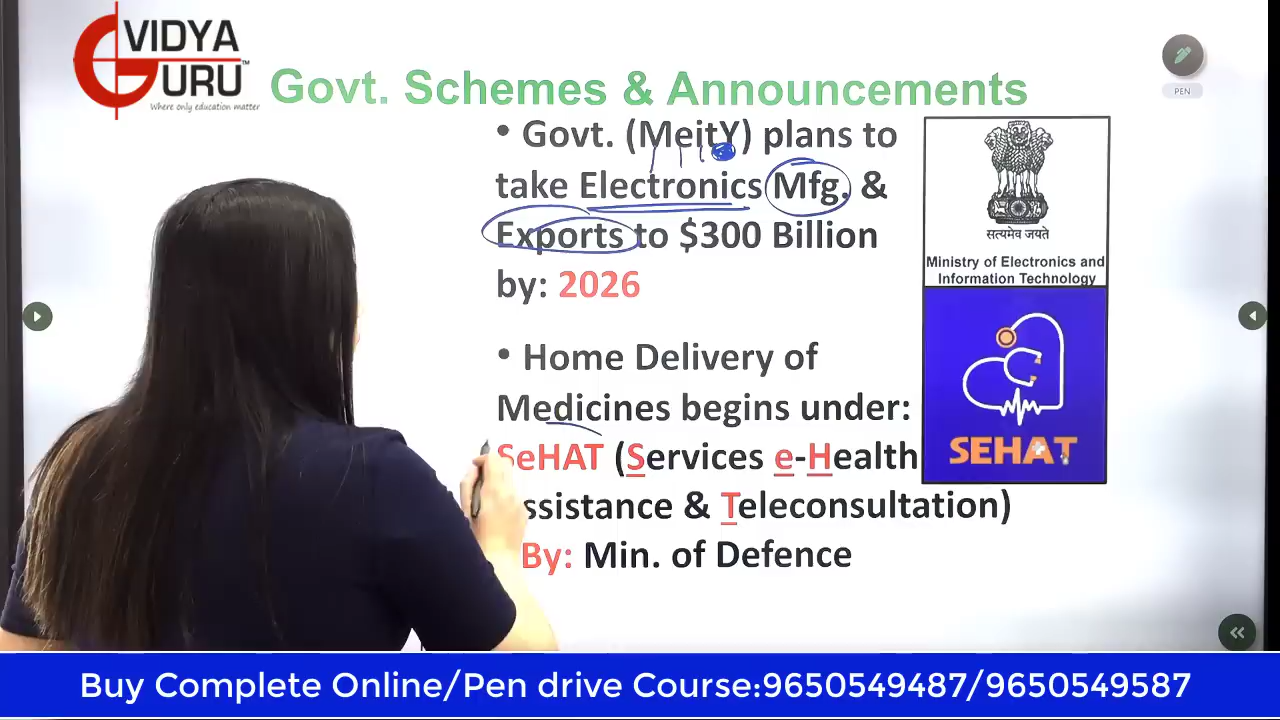 VIDYA
GURU
TM
Where only education matter
Govt. Schemes & Announcements
PEN
• Govt. (MeitY) plans to
take Electronics Mfg. &
Exports to $300 Billion
by: 2026
सत्यमेव जयते
Ministry of Electronics and
Information Technology
• Home Delivery of
Medicines begins under:
SeHAT (Services e-Health
ssistance & Teleconsultation)
By: Min. of Defence
SEHAT
Buy Complete Online/Pen drive Course:9650549487/9650549587